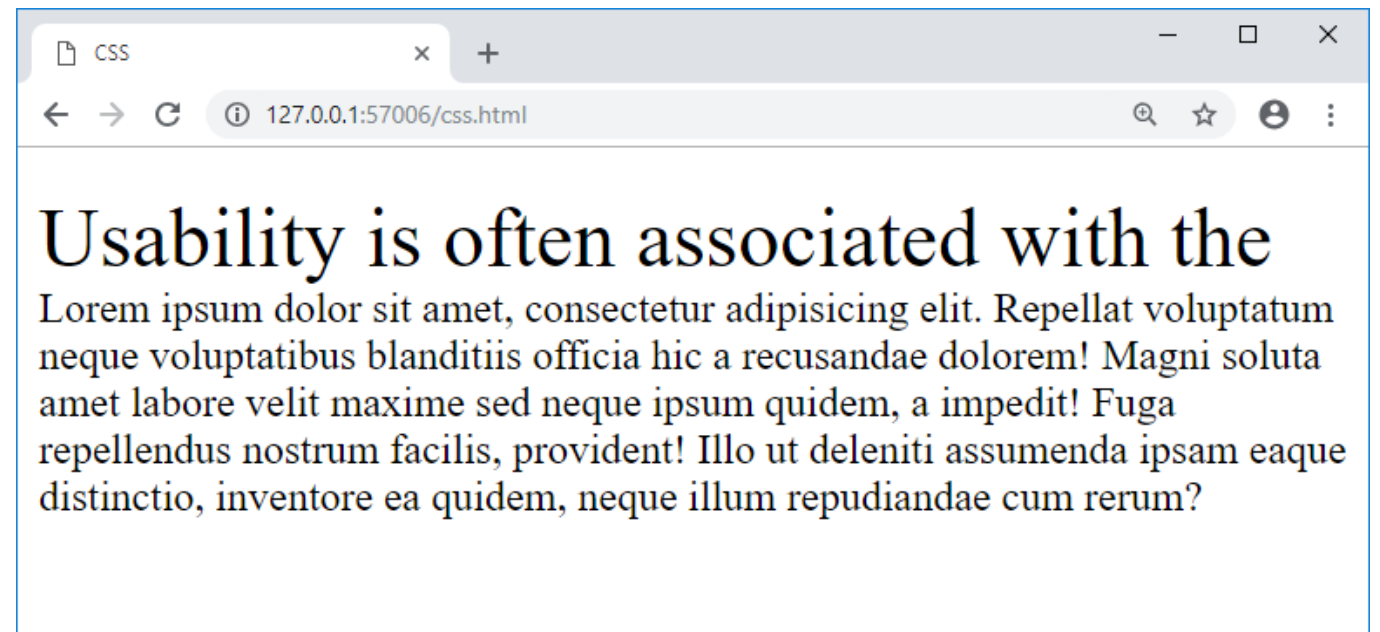 CSS
127.0.0.1:57006/css.html
Usability is often associated with the
Lorem ipsum dolor sit amet, consectetur adipisicing elit. Repellat voluptatum
neque voluptatibus blanditiis officia hic a recusandae dolorem! Magni soluta
amet labore velit maxime sed neque ipsum quidem, a impedit! Fuga
repellendus nostrum facilis, provident! Illo ut deleniti assumenda ipsam eaque
distinctio, inventore ea quidem, neque illum repudiandae cum rerum?